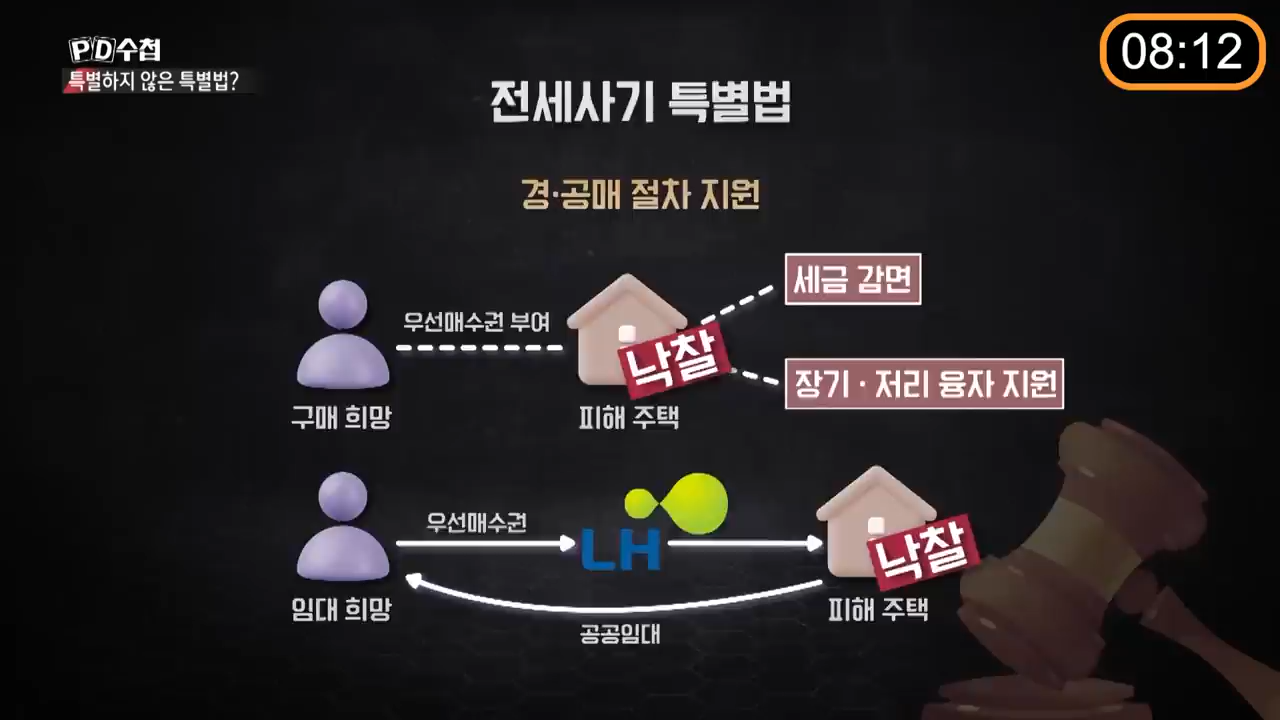 PD수첩
특별하지 않은 특별법?
08:12
전세사기 특별법
경·공매 절차 지원
우선매수권 부여
낙찰
세금 감면
장기·저리 융자 지원
구매 희망
피해 주택
우선매수권
LH
낙찰
임대 희망
피해 주택
공공임대